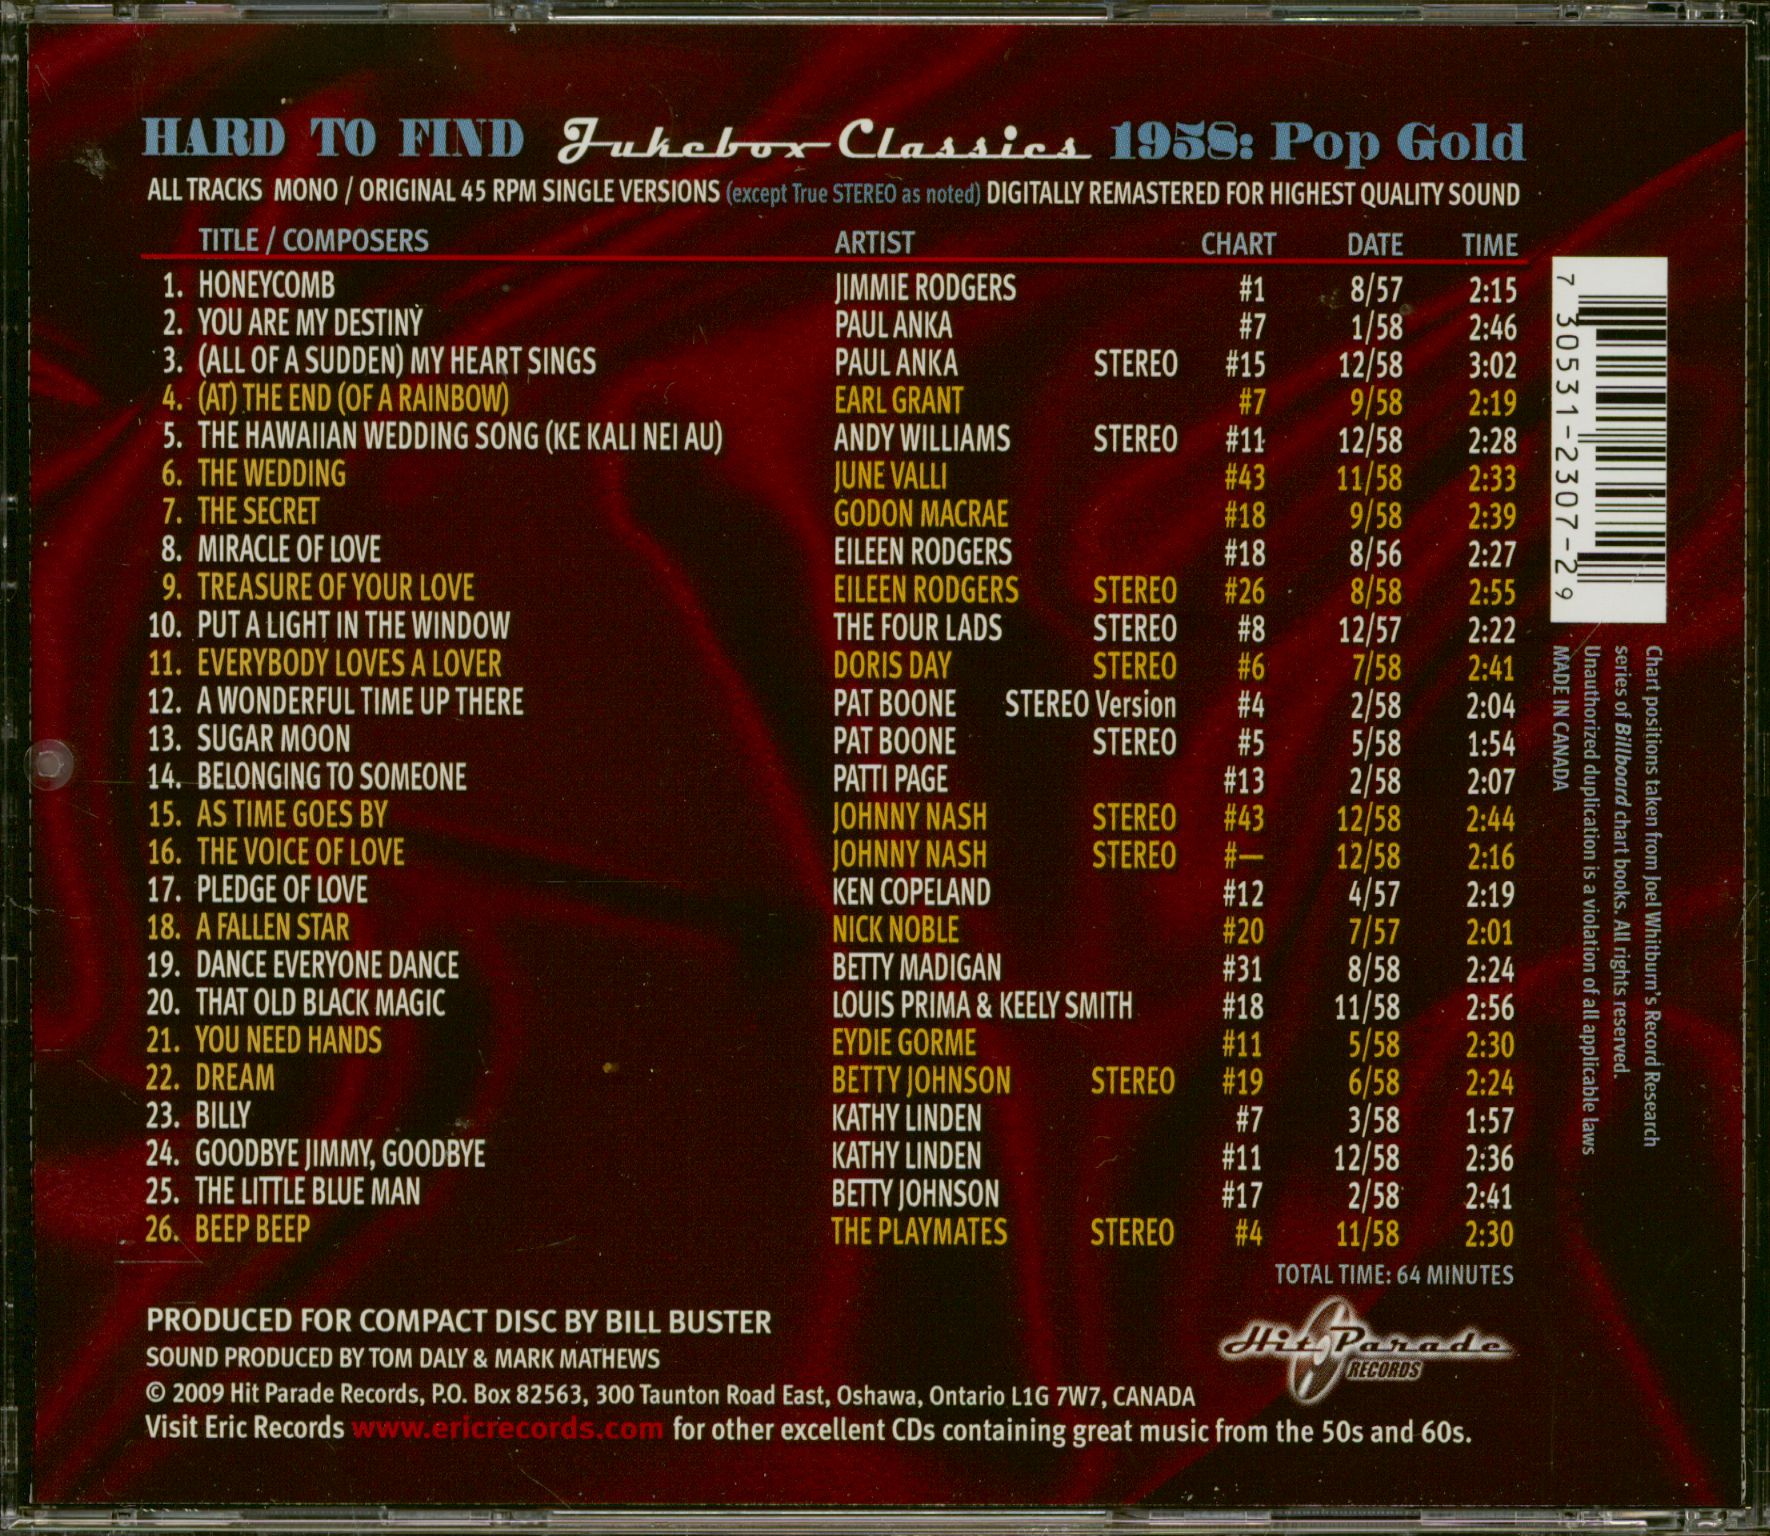 HARD TO FIND Jukebox Classics 1958: Pop Gold
ALL TRACKS MONO / ORIGINAL 45 RPM SINGLE VERSIONS (except True STEREO as noted) DIGITALLY REMASTERED FOR HIGHEST QUALITY SOUND
TITLE / COMPOSERS ARTIST CHART DATE TIME
1. HONEYCOMB JIMMIE RODGERS #1 8/57 2:15
2. YOU ARE MY DESTINY PAUL ANKA #7 1/58 2:46
3. (ALL OF A SUDDEN) MY HEART SINGS PAUL ANKA STEREO #15 12/58 3:02
4. (AT) THE END (OF A RAINBOW) EARL GRANT #7 9/58 2:19
5. THE HAWAIIAN WEDDING SONG (KE KALI NEI AU) ANDY WILLIAMS STEREO #11 12/58 2:28
6. THE WEDDING JUNE VALLI #43 11/58 2:33
7. THE SECRET GODON MACRAE #18 9/58 2:39
8. MIRACLE OF LOVE EILEEN RODGERS #18 8/56 2:27
9. TREASURE OF YOUR LOVE EILEEN RODGERS STEREO #26 8/58 2:55
10. PUT A LIGHT IN THE WINDOW THE FOUR LADS STEREO #8 12/57 2:22
11. EVERYBODY LOVES A LOVER DORIS DAY STEREO #6 7/58 2:41
12. A WONDERFUL TIME UP THERE PAT BOONE STEREO Version #4 2/58 2:04
13. SUGAR MOON PAT BOONE STEREO #5 5/58 1:54
14. BELONGING TO SOMEONE PATTI PAGE #13 2/58 2:07
15. AS TIME GOES BY JOHNNY NASH STEREO #43 12/58 2:44
16. THE VOICE OF LOVE JOHNNY NASH STEREO #— 12/58 2:16
17. PLEDGE OF LOVE KEN COPELAND #12 4/57 2:19
18. A FALLEN STAR NICK NOBLE #20 7/57 2:01
19. DANCE EVERYONE DANCE BETTY MADIGAN #31 8/58 2:24
20. THAT OLD BLACK MAGIC LOUIS PRIMA & KEELY SMITH #18 11/58 2:56
21. YOU NEED HANDS EYDIE GORME #11 5/58 2:30
22. DREAM BETTY JOHNSON STEREO #19 6/58 2:24
23. BILLY KATHY LINDEN #7 3/58 1:57
24. GOODBYE JIMMY, GOODBYE KATHY LINDEN #11 12/58 2:36
25. THE LITTLE BLUE MAN BETTY JOHNSON #17 2/58 2:41
26. BEEP BEEP THE PLAYMATES STEREO #4 11/58 2:30
TOTAL TIME: 64 MINUTES
PRODUCED FOR COMPACT DISC BY BILL BUSTER
SOUND PRODUCED BY TOM DALY & MARK MATHEWS
© 2009 Hit Parade Records, P.O. Box 82563, 300 Taunton Road East, Oshawa, Ontario L1G 7W7, CANADA
Visit Eric Records www.ericrecords.com for other excellent CDs containing great music from the 50s and 60s.
Hit Parade
RECORDS
7 30531-2307-2 9
Chart positions taken from Joel Whitburn's Record Research
series of Billboard chart books. All rights reserved.
Unauthorized duplication is a violation of all applicable laws
MADE IN CANADA